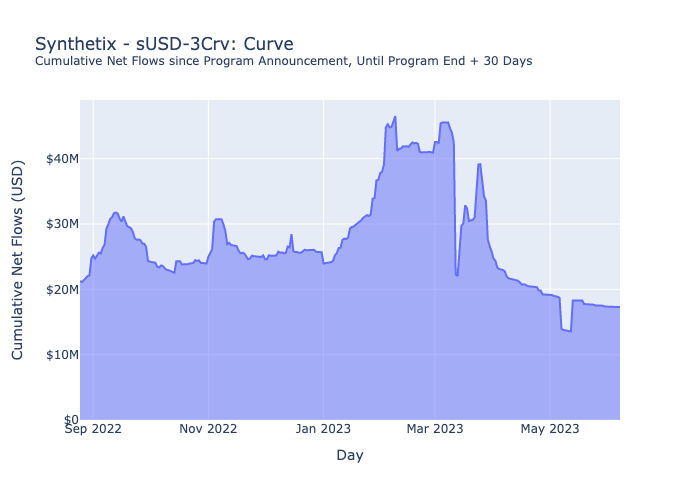 Synthetix - sUSD-3Crv: Curve
Cumulative Net Flows since Program Announcement, Until Program End + 30 Days
Cumulative Net Flows (USD)
$40M
$30M
$20M
$10M
$0
Sep 2022 Nov 2022 Jan 2023 Mar 2023 May 2023
Day